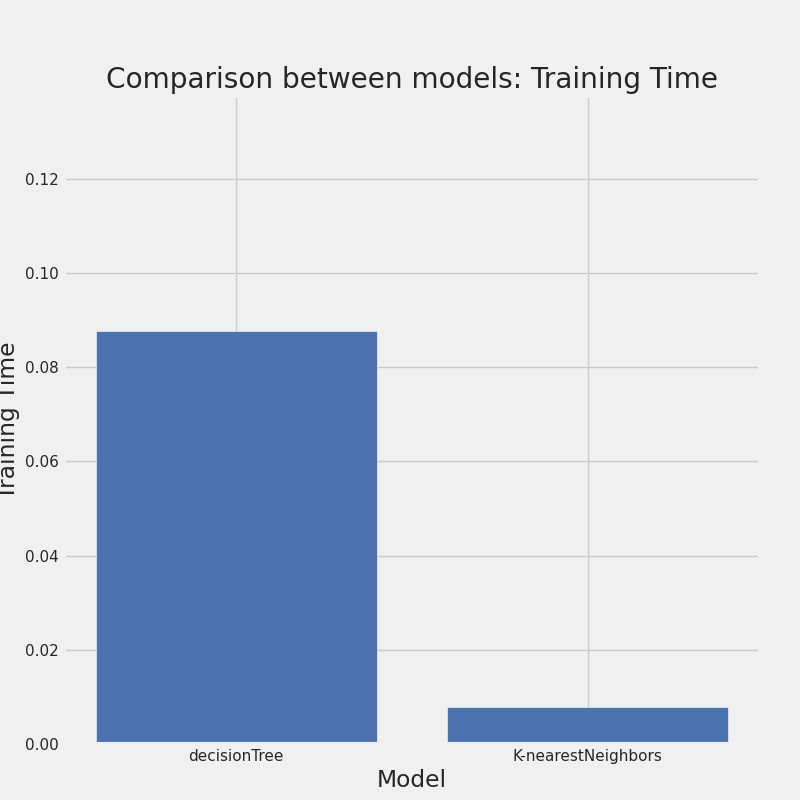 Comparison between models: Training Time
Training Time
0.12
0.10
0.08
0.06
0.04
0.02
0.00
decisionTree K-nearestNeighbors
Model